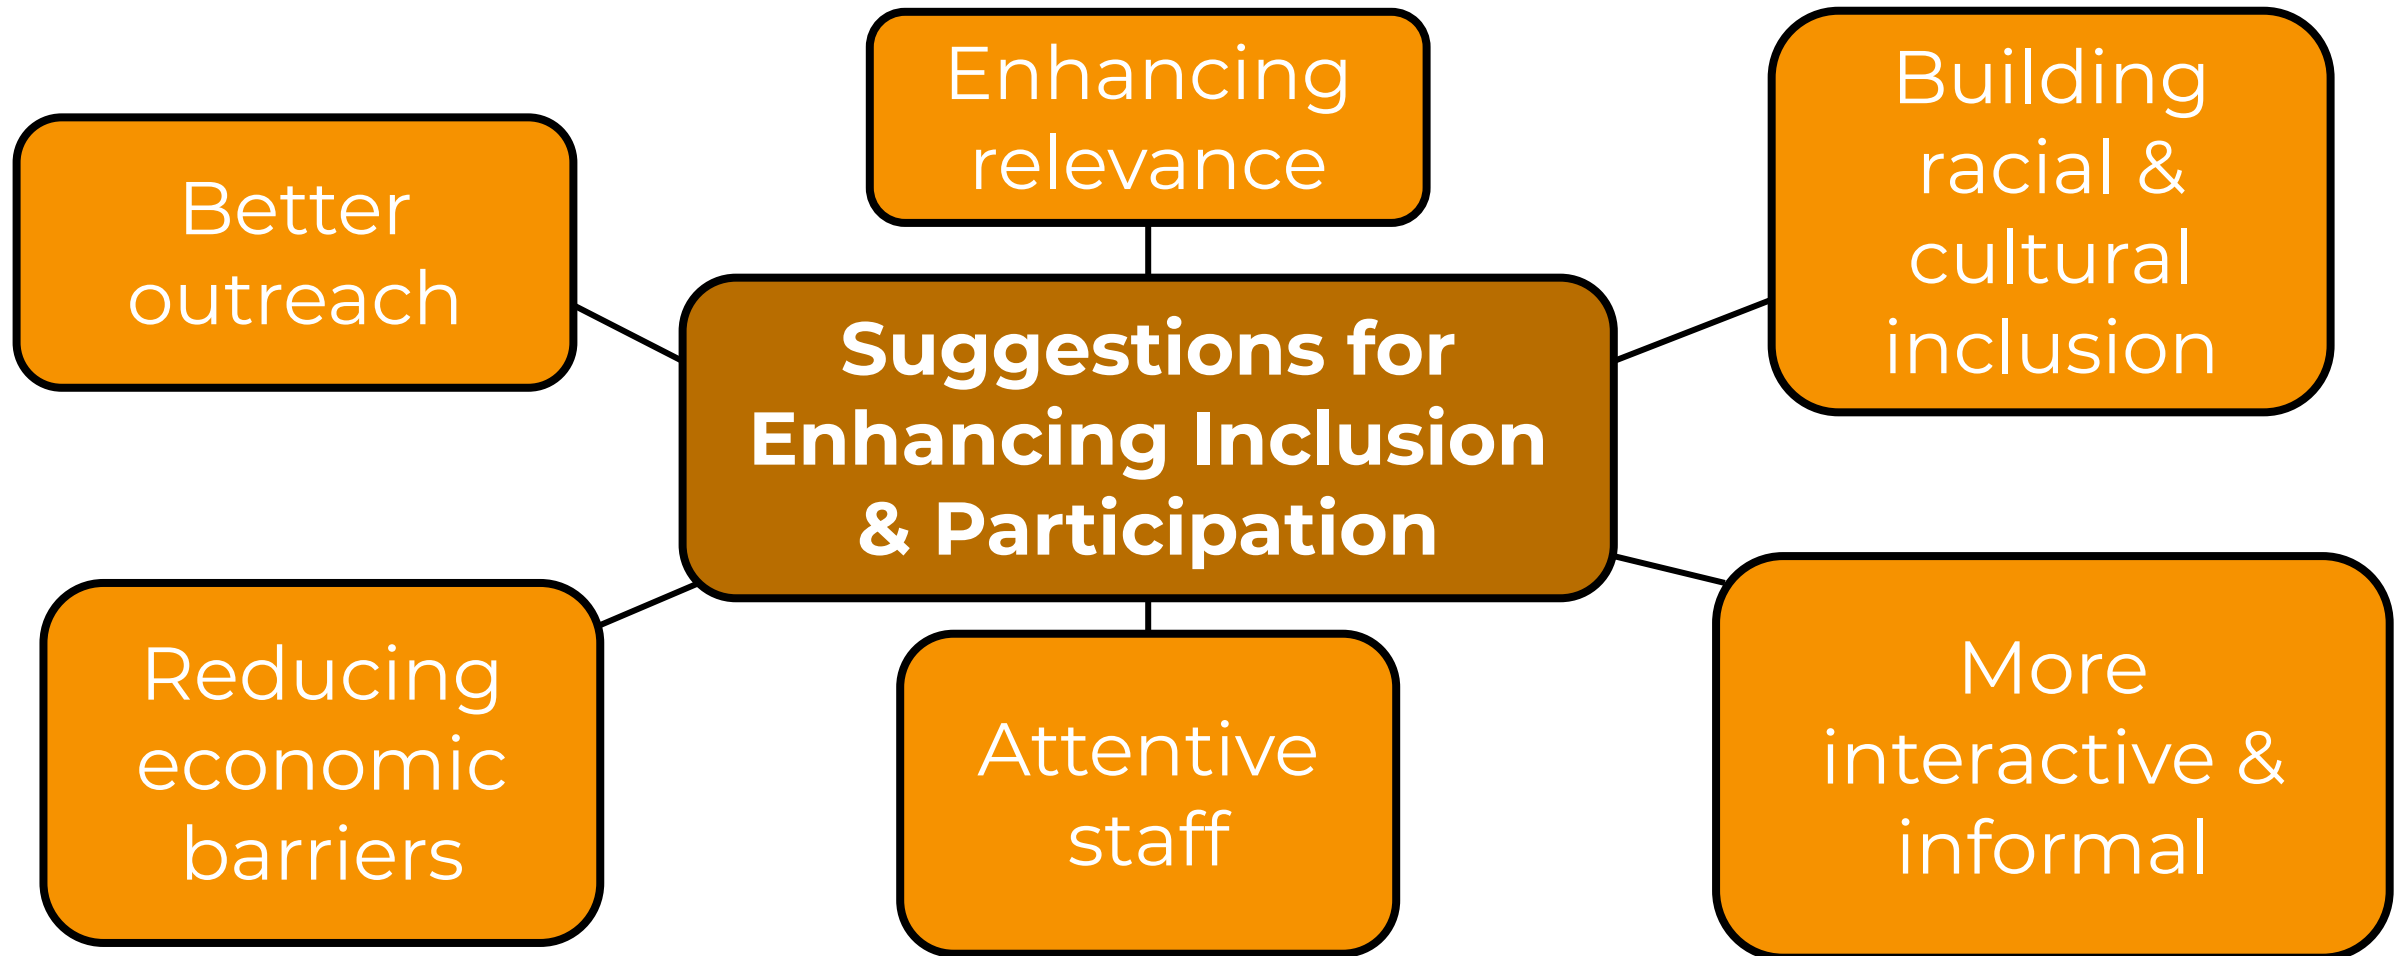 Enhancing
relevance
Building
racial &
cultural
inclusion
Better
outreach
Suggestions for
Enhancing Inclusion
& Participation
Reducing
economic
barriers
Attentive
staff
More
interactive &
informal